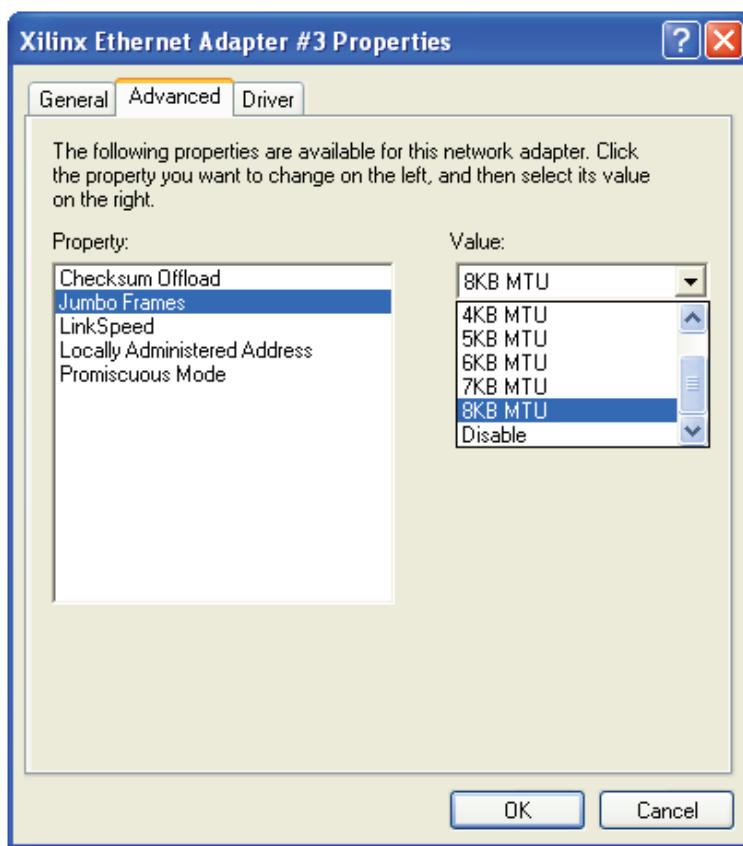 Xilinx Ethernet Adapter #3 Properties
General Advanced Driver
The following properties are available for this network adapter. Click
the property you want to change on the left, and then select its value
on the right.
Property:
Value:
Checksum Offload
Jumbo Frames
LinkSpeed
Locally Administered Address
Promiscuous Mode
8KB MTU
4KB MTU
5KB MTU
6KB MTU
7KB MTU
8KB MTU
Disable
OK
Cancel